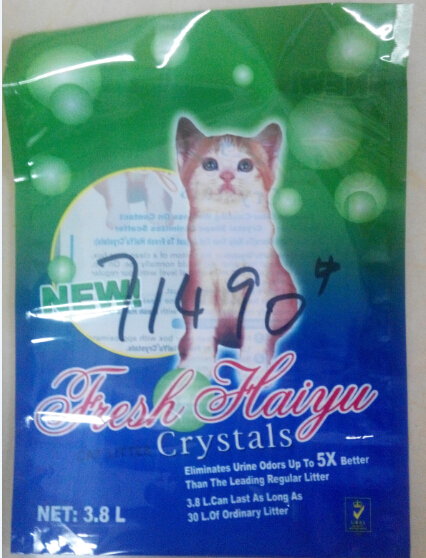 NEW!
71490#
Fresh Haiyu
Crystals
Eliminates Urine Odors Up To 5X Better
Than The Leading Regular Litter
3.8 L.Can Last As Long As
30 L.Of Ordinary Litter
NET: 3.8 L